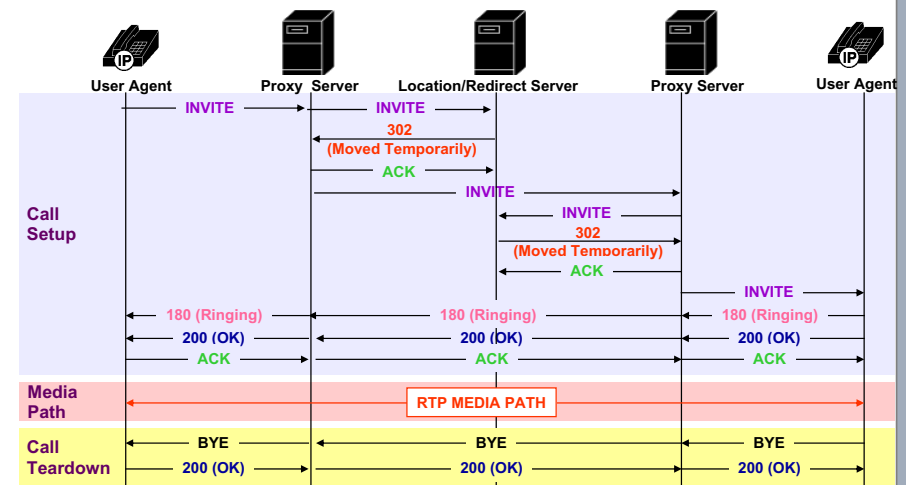 IP
IP
User Agent
Proxy Server
Location/Redirect Server
Proxy Server
User Agent
INVITE
INVITE
302
(Moved Temporarily)
ACK
INVITE
Call
Setup
INVITE
302
(Moved Temporarily)
ACK
INVITE
180 (Ringing)
180 (Ringing)
180 (Ringing)
200 (OK)
200 (OK)
200 (OK)
ACK
ACK
ACK
Media
Path
RTP MEDIA PATH
Call
Teardown
BYE
BYE
BYE
200 (OK)
200 (OK)
200 (OK)